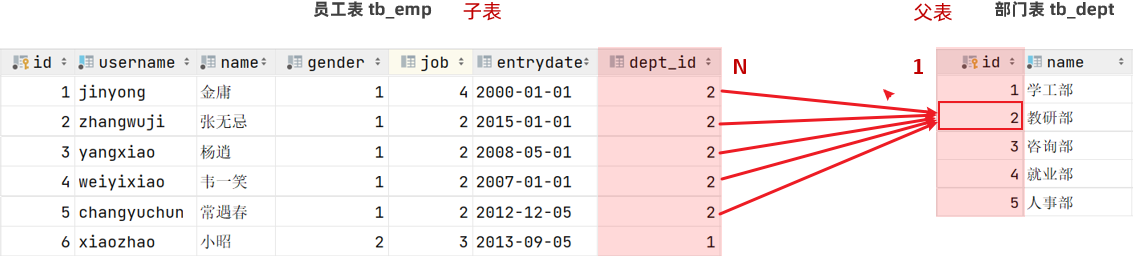 员工表 tb_emp 子表 父表 部门表 tb_dept
id username name gender job entrydate dept_id N 1 id name
1 jinyong 金庸 1 4 2000-01-01 2 1 学工部
2 zhangwuji 张无忌 1 2 2015-01-01 2 2 教研部
3 yangxiao 杨逍 1 2 2008-05-01 2 3 咨询部
4 weiyixiao 韦一笑 1 2 2007-01-01 2 4 就业部
5 changyuchun 常遇春 1 2 2012-12-05 2 5 人事部
6 xiaozhao 小昭 2 3 2013-09-05 1